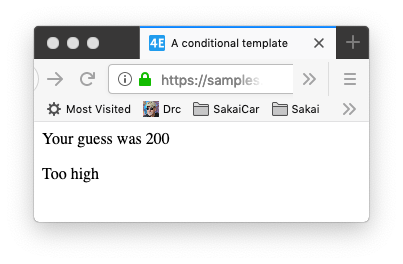 4E A conditional template
https://samples
Most Visited Drc SakaiCar Sakai
Your guess was 200
Too high